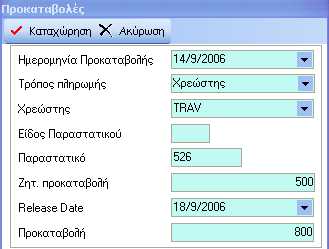 Προκαταβολές
Καταχώρηση Ακύρωση
Ημερομηνία Προκαταβολής 14/9/2006
Τρόπος πληρωμής Χρεώστης
Χρεώστης TRAV
Είδος Παραστατικού
Παραστατικό 526
Ζητ. προκαταβολή 500
Release Date 18/9/2006
Προκαταβολή 800